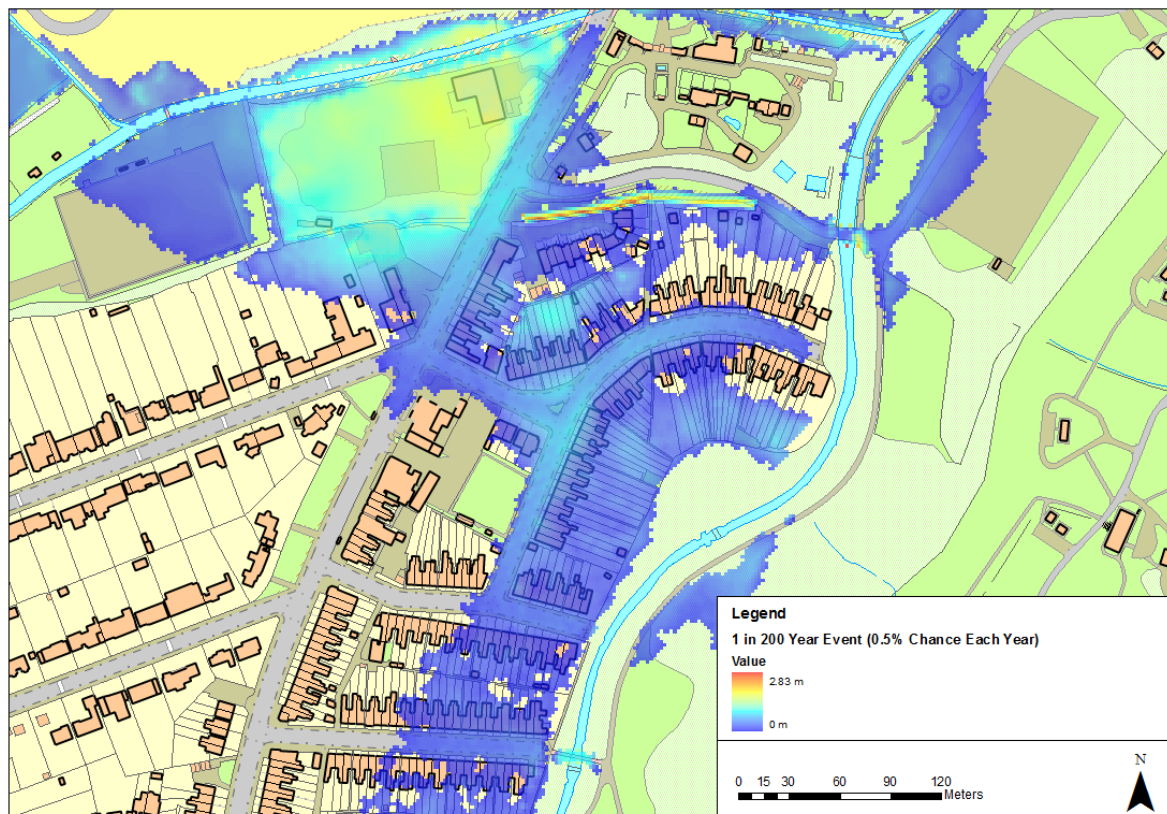 Legend
1 in 200 Year Event (0.5% Chance Each Year)
Value
2.83 m
0 m
N
0 15 30 60 90 120
Meters